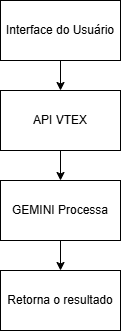 Interface do Usuário
API VTEX
GEMINI Processa
Retorna o resultado